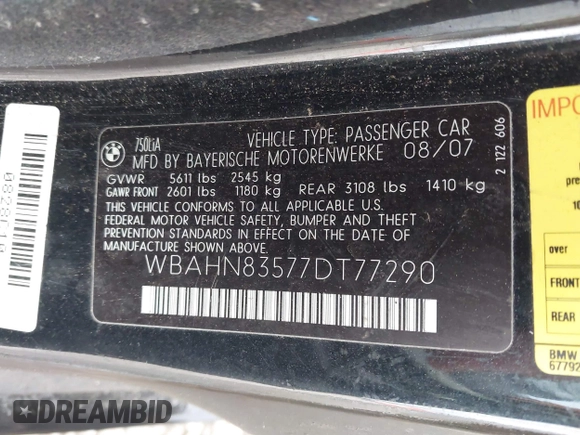 750LiA
VEHICLE TYPE: PASSENGER CAR
MFD BY BAYERISCHE MOTORENWERKE 08/07
GVWR 5611 lbs 2545 kg
GAWR FRONT 2601 lbs 1180 kg REAR 3108 lbs 1410 kg
THIS VEHICLE CONFORMS TO ALL APPLICABLE U.S.
FEDERAL MOTOR VEHICLE SAFETY, BUMPER AND THEFT
PREVENTION STANDARDS IN EFFECT ON THE DATE OF
MANUFACTURE SHOWN ABOVE.
WBAHN83577DT77290
2 122 606
over
FRONT
REAR
BMW
DREAMBID